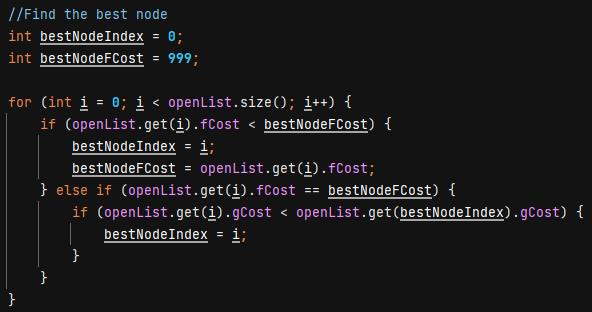 //Find the best node
int bestNodeIndex = 0;
int bestNodeFCost = 999;

for (int i = 0; i < openList.size(); i++) {
    if (openList.get(i).fCost < bestNodeFCost) {
        bestNodeIndex = i;
        bestNodeFCost = openList.get(i).fCost;
    } else if (openList.get(i).fCost == bestNodeFCost) {
        if (openList.get(i).gCost < openList.get(bestNodeIndex).gCost) {
            bestNodeIndex = i;
        }
    }
}